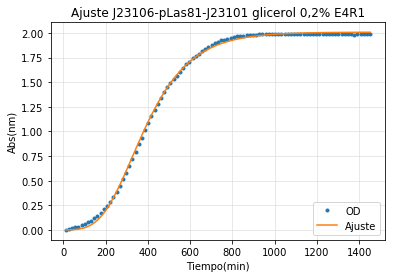 Ajuste J23106-pLas81-J23101 glicerol 0,2% E4R1
2.00
1.75
1.50
1.25
1.00
0.75
0.50
0.25
0.00
Abs(nm)
OD
Ajuste
0 200 400 600 800 1000 1200 1400
Tiempo(min)